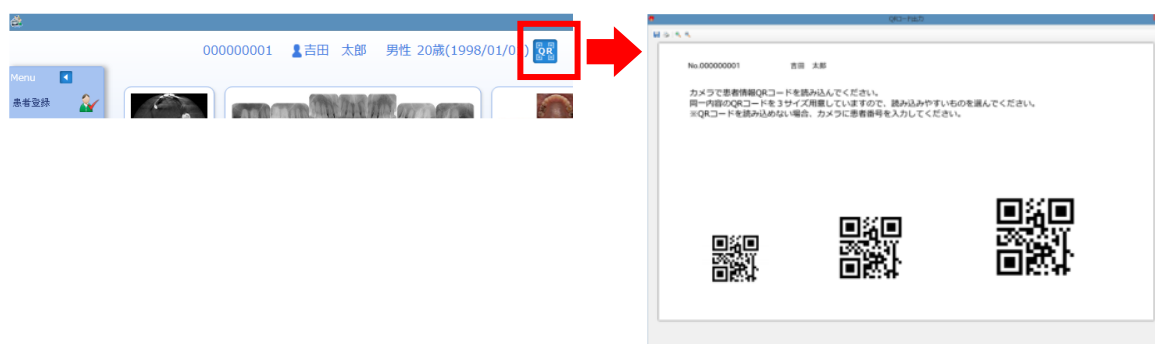 000000001 吉田 太郎 男性 20歳(1998/01/0 )
QR
Menu
患者登録
QRコード出力
No.000000001 吉田 太郎
カメラで患者情報QRコードを読み込んでください。
同一内容のQRコードを3サイズ用意していますので、読み込みやすいものを選んでください。
※QRコードを読み込めない場合、カメラに患者番号を入力してください。